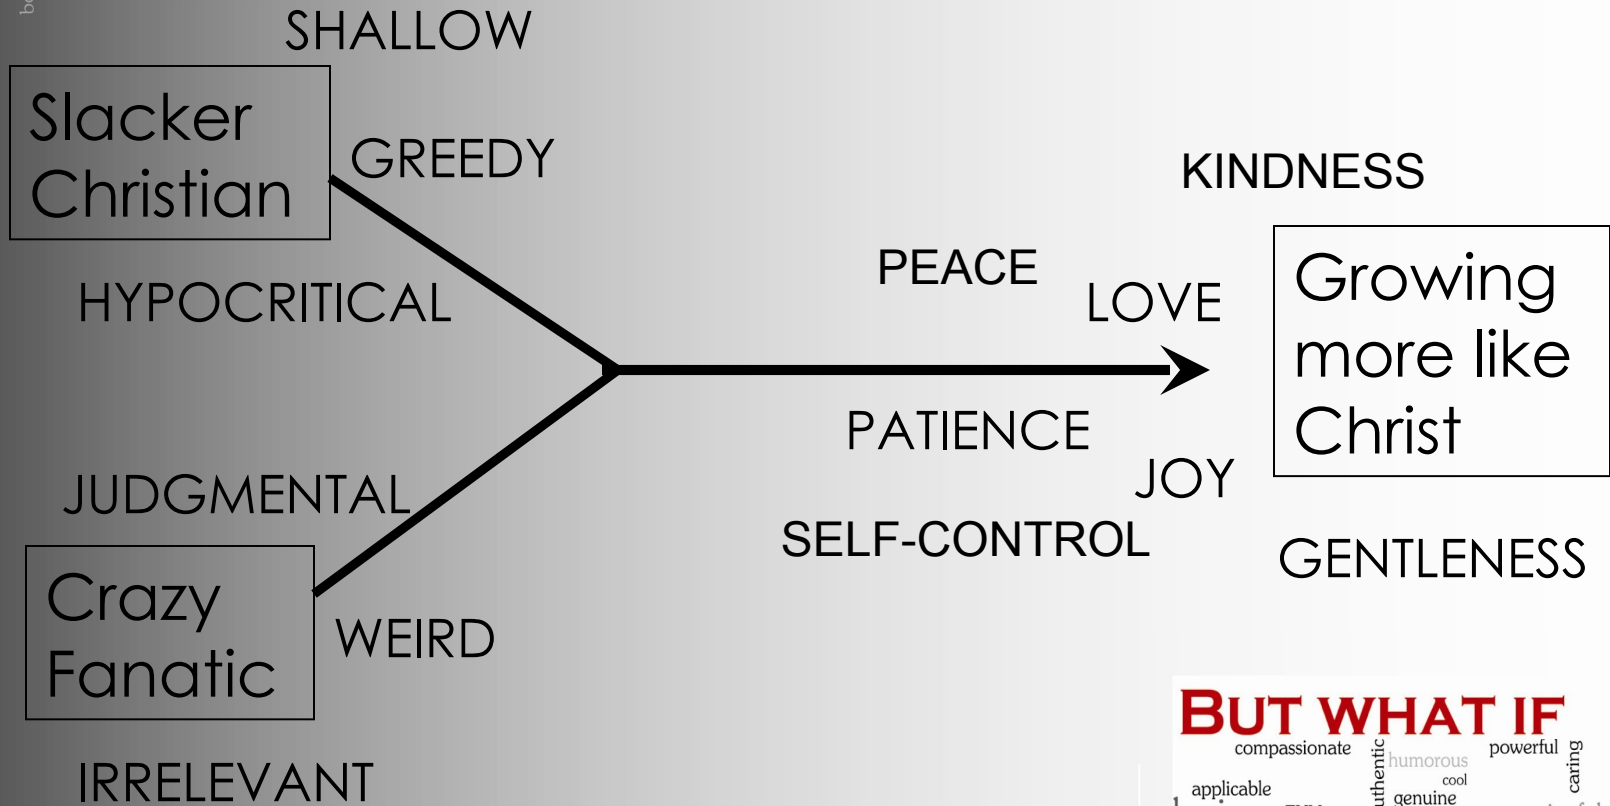 SHALLOW
Slacker
Christian
GREEDY
HYPOCRITICAL
JUDGMENTAL
Crazy
Fanatic
WEIRD
IRRELEVANT
PEACE
LOVE
KINDNESS
Growing
more like
Christ
PATIENCE
JOY
SELF-CONTROL
GENTLENESS
BUT WHAT IF
compassionate
humorous
powerful
caring
cool
applicable
genuine